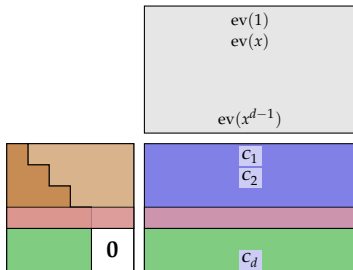 ev(1)
ev(x)
ev(x^{d−1})
c_1
c_2
0
c_d